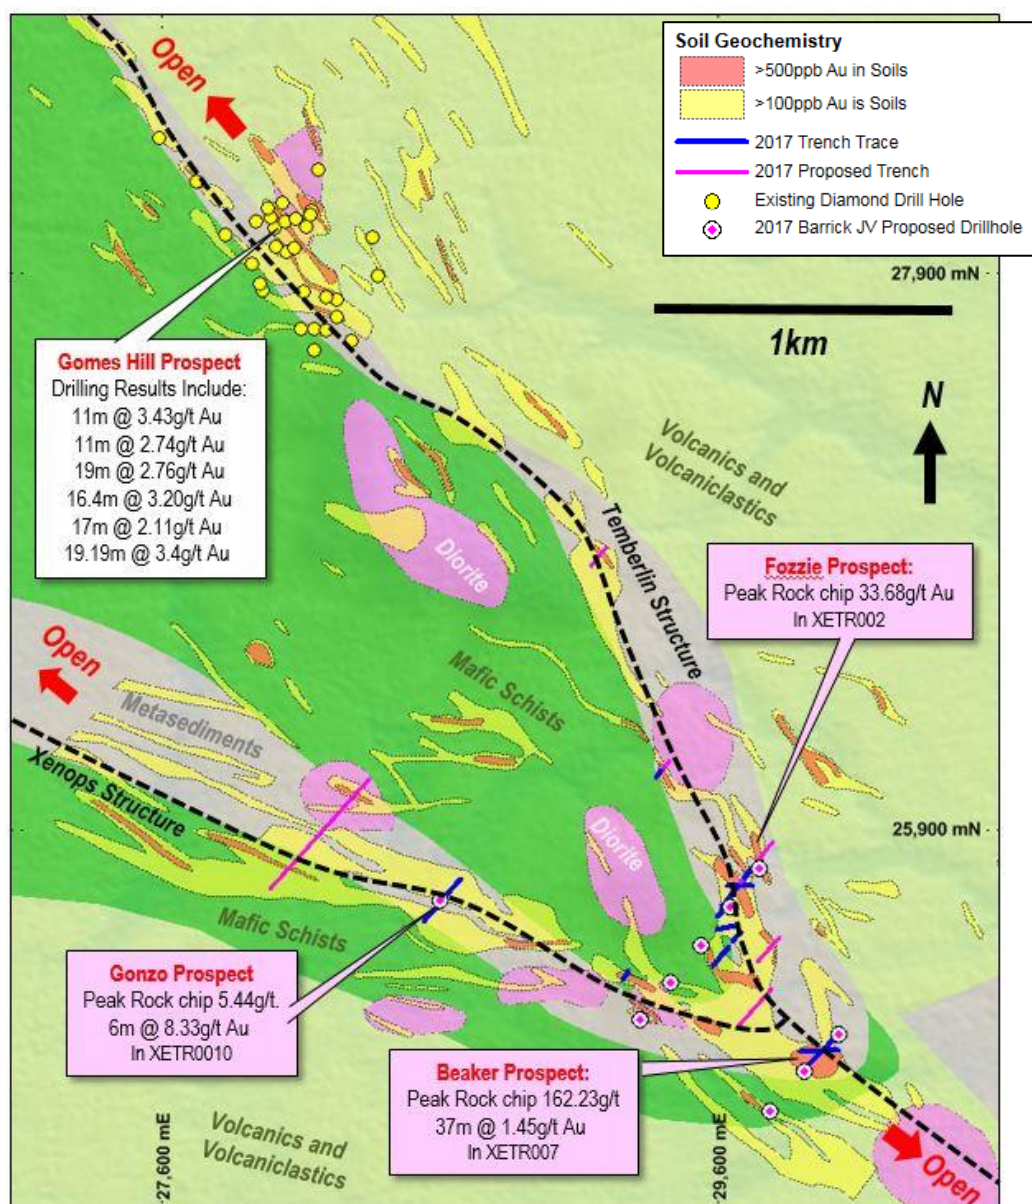 Open
Soil Geochemistry
>500ppb Au in Soils
>100ppb Au is Soils
2017 Trench Trace
2017 Proposed Trench
Existing Diamond Drill Hole
2017 Barrick JV Proposed Drillhole
27,900 mN
1km
N
Gomes Hill Prospect
Drilling Results Include:
11m @ 3.43g/t Au
11m @ 2.74g/t Au
19m @ 2.76g/t Au
16.4m @ 3.20g/t Au
17m @ 2.11g/t Au
19.19m @ 3.4g/t Au
Volcanics and
Volcaniclastics
Diorite
Temberlin Structure
Fozzie Prospect:
Peak Rock chip 33.68g/t Au
In XETR002
Open
Metasediments
Mafic Schists
Xenops Structure
Diorite
25,900 mN
Mafic Schists
Gonzo Prospect
Peak Rock chip 5.44g/t.
6m @ 8.33g/t Au
In XETR0010
Beaker Prospect:
Peak Rock chip 162.23g/t
37m @ 1.45g/t Au
In XETR007
Volcanics and
Volcaniclastics
27,600 mE
29,600 mE
Open